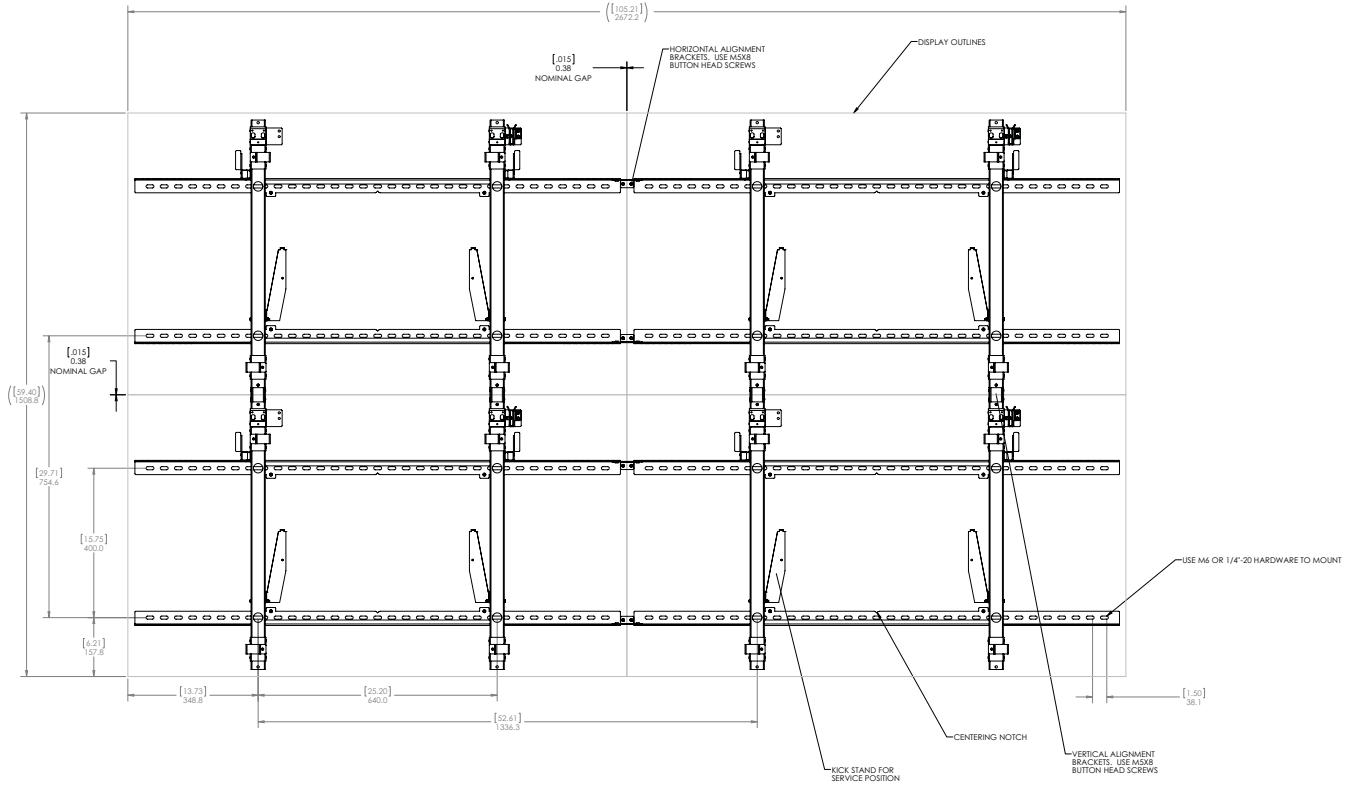 ([105.21]
2672.2)
[.015]
0.38
NOMINAL GAP
HORIZONTAL ALIGNMENT
BRACKETS. USE M5X8
BUTTON HEAD SCREWS
DISPLAY OUTLINES
[.015]
0.38
NOMINAL GAP
([59.40]
1508.8)
[29.71]
754.6
[15.75]
400.0
USE M6 OR 1/4"-20 HARDWARE TO MOUNT
[6.21]
157.8
[13.73]
348.8
[25.20]
640.0
[1.50]
38.1
[52.61]
1336.3
CENTERING NOTCH
VERTICAL ALIGNMENT
BRACKETS. USE M5X8
BUTTON HEAD SCREWS
KICK STAND FOR
SERVICE POSITION